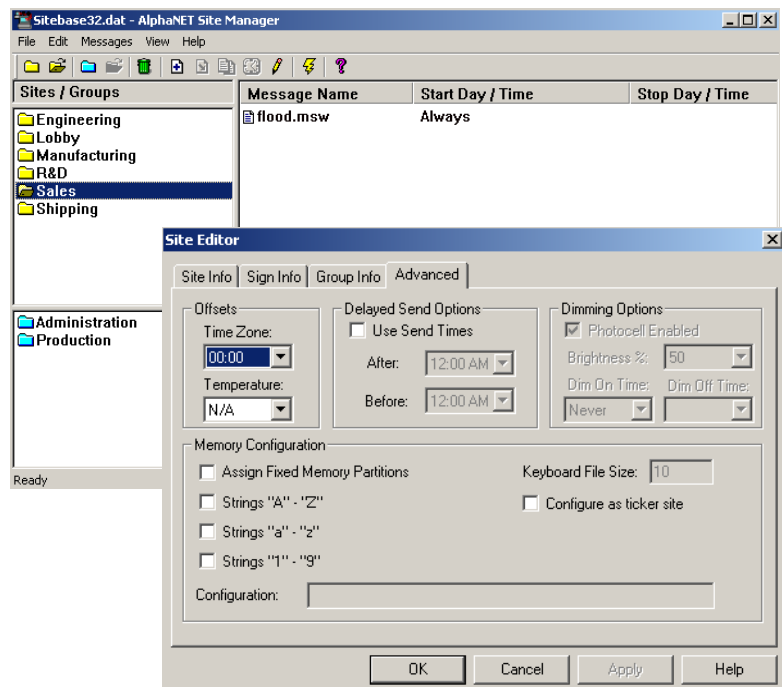 Sitebase32.dat - AlphaNET Site Manager
File Edit Messages View Help
Sites / Groups
Message Name Start Day / Time Stop Day / Time
Engineering
Lobby
Manufacturing
R&D
Sales
Shipping
flood.msw Always
Administration
Production
Ready
Site Editor
Site Info Sign Info Group Info Advanced
Offsets
Time Zone:
00:00
Temperature:
N/A
Delayed Send Options
Use Send Times
After: 12:00 AM
Before: 12:00 AM
Dimming Options
Photocell Enabled
Brightness %: 50
Dim On Time: Dim Off Time:
Never
Memory Configuration
Assign Fixed Memory Partitions
Keyboard File Size: 10
Strings "A" - "Z"
Configure as ticker site
Strings "a" - "z"
Strings "1" - "9"
Configuration:
OK Cancel Apply Help